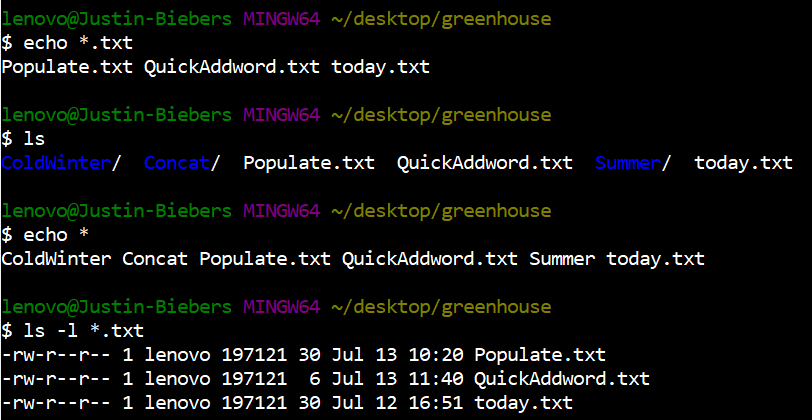 lenovo@Justin-Biebers MINGW64 ~/desktop/greenhouse
$ echo *.txt
Populate.txt QuickAddword.txt today.txt
lenovo@Justin-Biebers MINGW64 ~/desktop/greenhouse
$ ls
ColdWinter/  Concat/  Populate.txt  QuickAddword.txt  Summer/  today.txt
lenovo@Justin-Biebers MINGW64 ~/desktop/greenhouse
$ echo *
ColdWinter Concat Populate.txt QuickAddword.txt Summer today.txt
lenovo@Justin-Biebers MINGW64 ~/desktop/greenhouse
$ ls -l *.txt
-rw-r--r-- 1 lenovo 197121 30 Jul 13 10:20 Populate.txt
-rw-r--r-- 1 lenovo 197121  6 Jul 13 11:40 QuickAddword.txt
-rw-r--r-- 1 lenovo 197121 30 Jul 12 16:51 today.txt